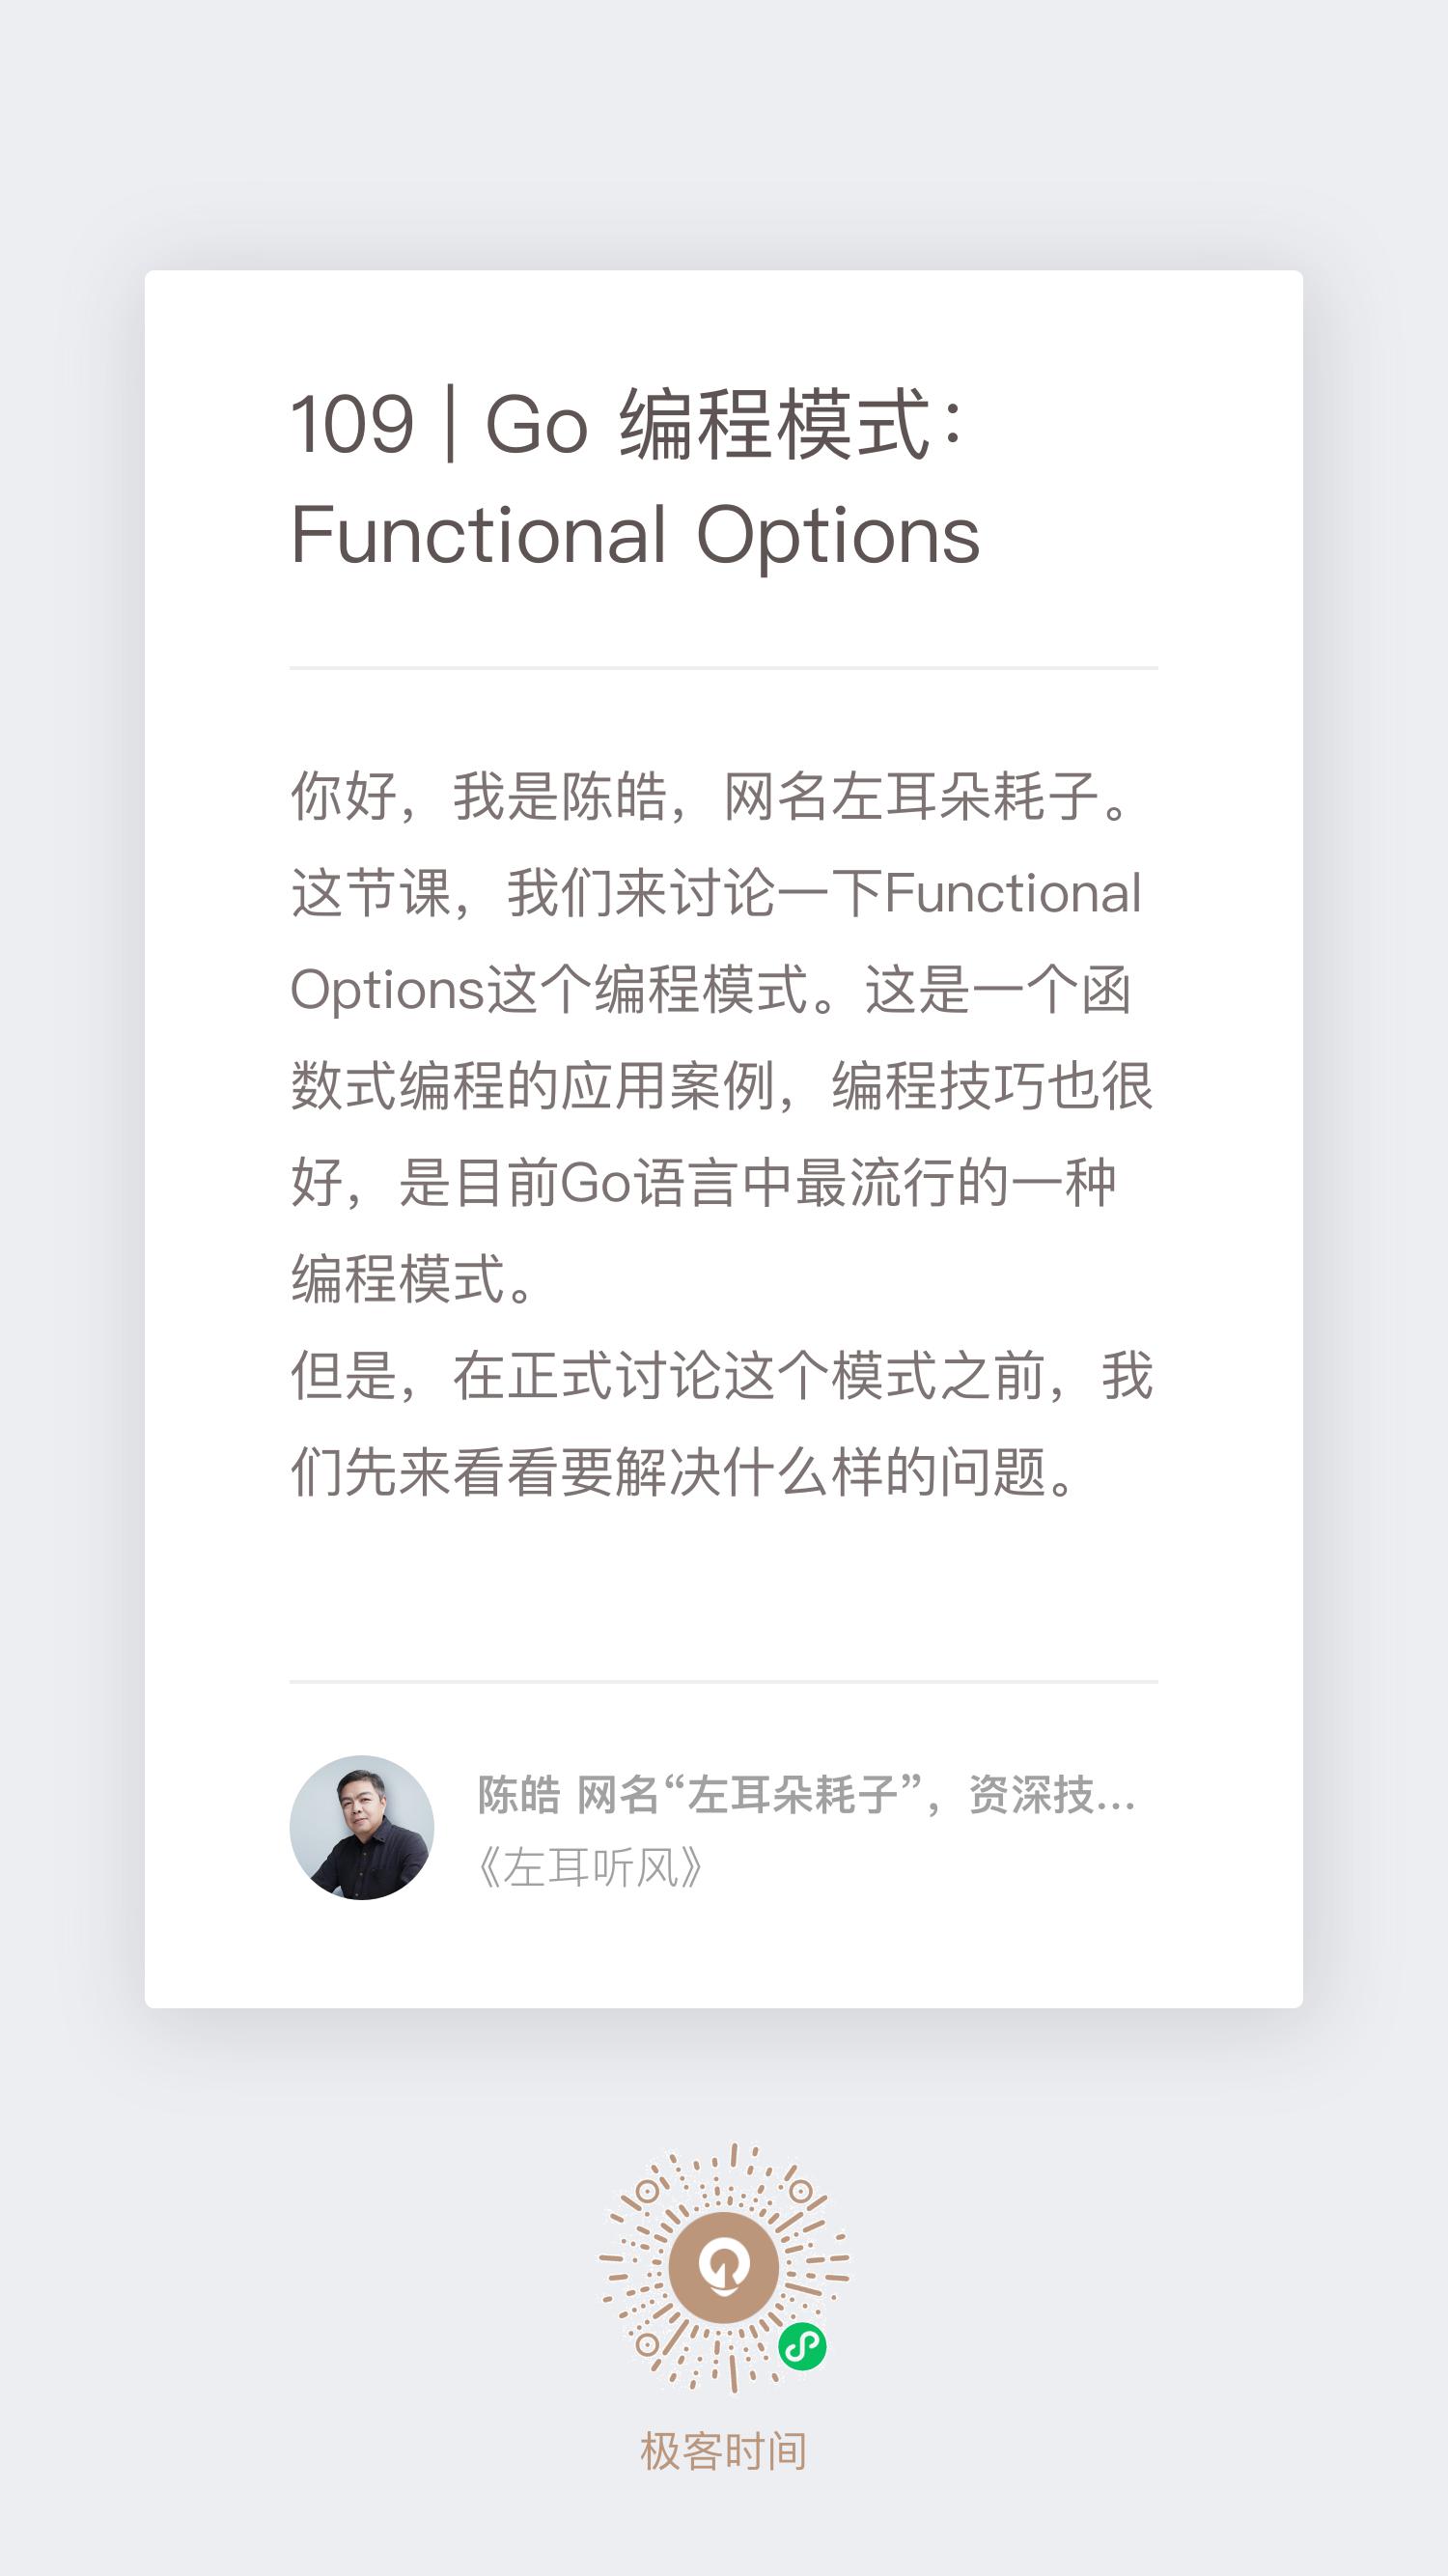 109 | Go 编程模式：
Functional Options
你好，我是陈皓，网名左耳朵耗子。
这节课，我们来讨论一下Functional
Options这个编程模式。这是一个函
数式编程的应用案例，编程技巧也很
好，是目前Go语言中最流行的一种
编程模式。
但是，在正式讨论这个模式之前，我
们先来看看要解决什么样的问题。
陈皓 网名“左耳朵耗子”，资深技...
《左耳听风》
极客时间